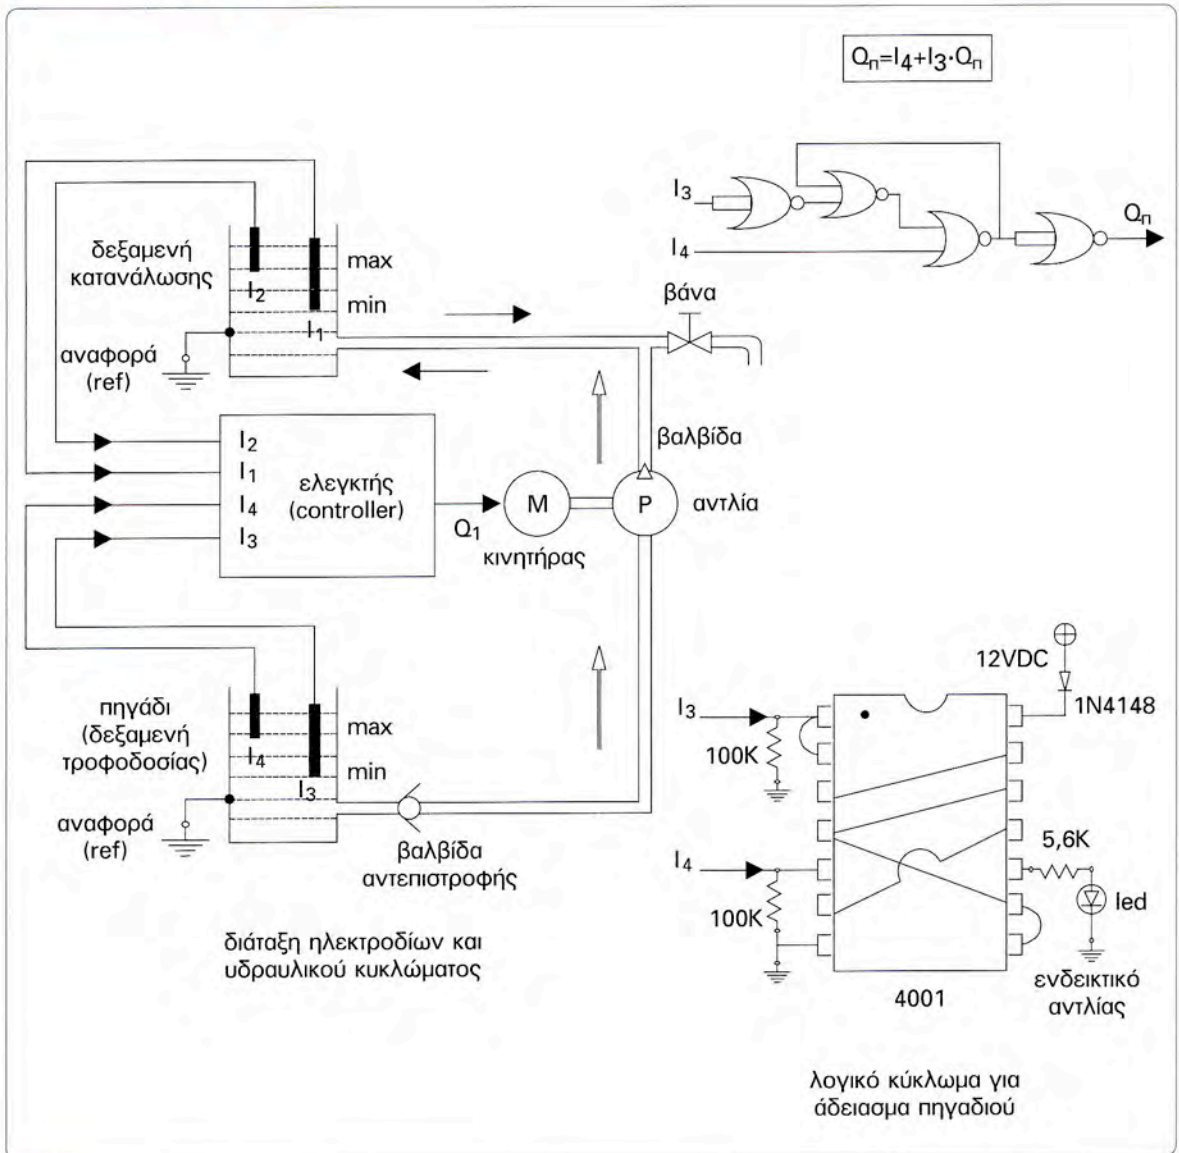 Qπ=I4+I3·Qπ
I3
I4
Qπ
δεξαμενή
κατανάλωσης
I2
I1
max
min
αναφορά
(ref)
βάνα
βαλβίδα
I2
I1
I4
I3
ελεγκτής
(controller)
Q1
M
κινητήρας
P
αντλία
πηγάδι
(δεξαμενή
τροφοδοσίας)
I4
I3
max
min
αναφορά
(ref)
βαλβίδα
αντεπιστροφής
διάταξη ηλεκτροδίων και
υδραυλικού κυκλώματος
12VDC
1N4148
I3
100K
I4
100K
5,6K
led
4001
ενδεικτικό
αντλίας
λογικό κύκλωμα για
άδειασμα πηγαδιού